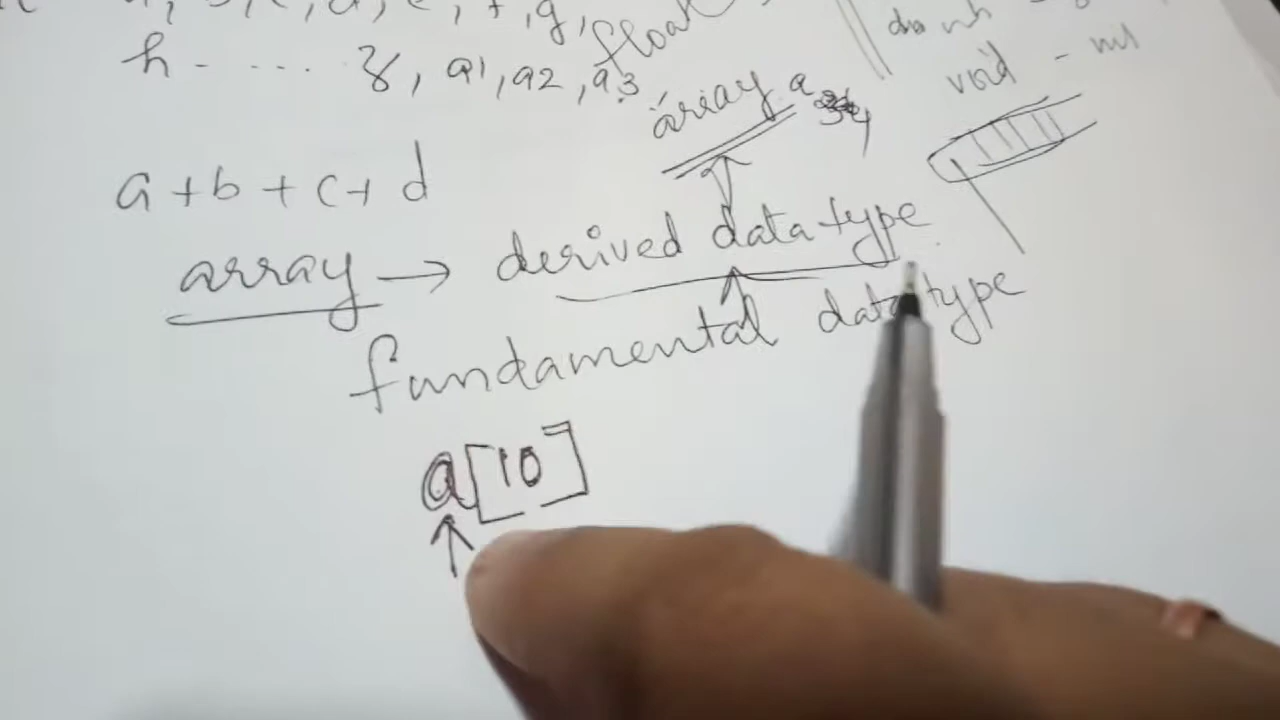 h - .... z, a1, a2, a3
float
array a
void -
a + b + c + d
array → derived data type
fundamental data type
a[10]